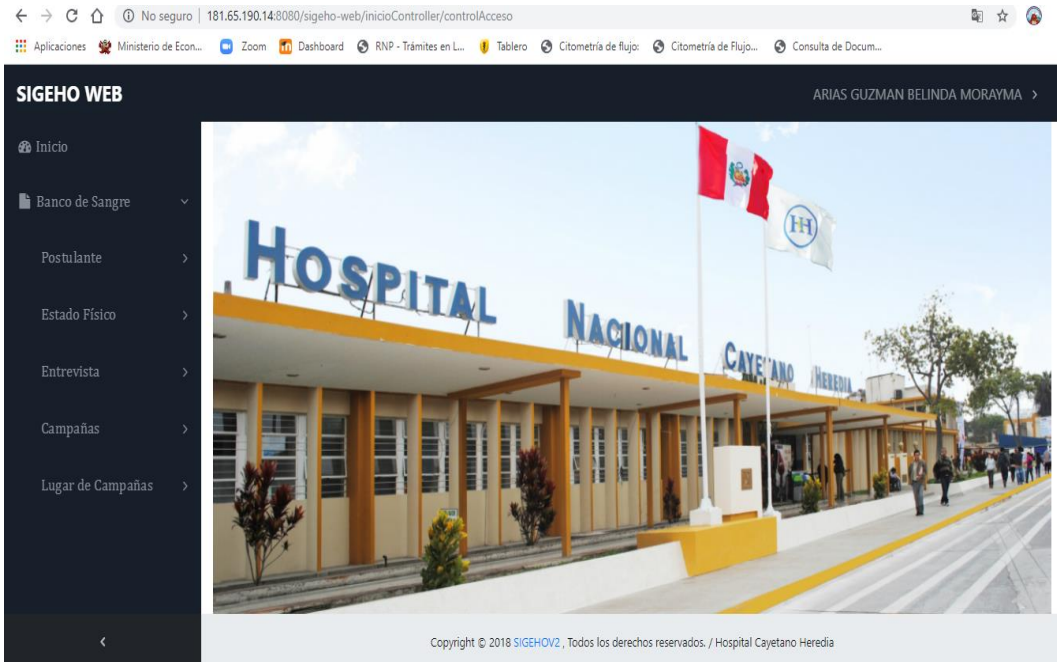 No seguro | 181.65.190.14:8080/sigeho-web/inicioController/controlAcceso
Aplicaciones Ministerio de Econ... Zoom Dashboard RNP - Trámites en L... Tablero Citometría de flujo: Citometría de Flujo... Consulta de Docum...
SIGEHO WEB
ARIAS GUZMAN BELINDA MORAYMA
Inicio
Banco de Sangre
Postulante
Estado Físico
Entrevista
Campañas
Lugar de Campañas
HH
HOSPITAL NACIONAL CAYETANO HEREDIA
Copyright © 2018 SIGEHOV2 , Todos los derechos reservados. / Hospital Cayetano Heredia